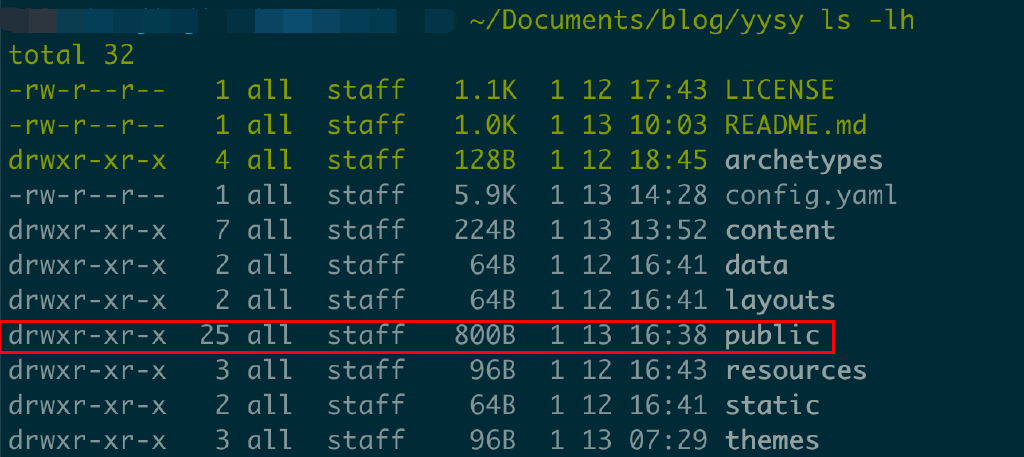 ~/Documents/blog/yysy ls -lh
total 32
-rw-r--r-- 1 all staff 1.1K 1 12 17:43 LICENSE
-rw-r--r-- 1 all staff 1.0K 1 13 10:03 README.md
drwxr-xr-x 4 all staff 128B 1 12 18:45 archetypes
-rw-r--r-- 1 all staff 5.9K 1 13 14:28 config.yaml
drwxr-xr-x 7 all staff 224B 1 13 13:52 content
drwxr-xr-x 2 all staff 64B 1 12 16:41 data
drwxr-xr-x 2 all staff 64B 1 12 16:41 layouts
drwxr-xr-x 25 all staff 800B 1 13 16:38 public
drwxr-xr-x 3 all staff 96B 1 12 16:43 resources
drwxr-xr-x 2 all staff 64B 1 12 16:41 static
drwxr-xr-x 3 all staff 96B 1 13 07:29 themes